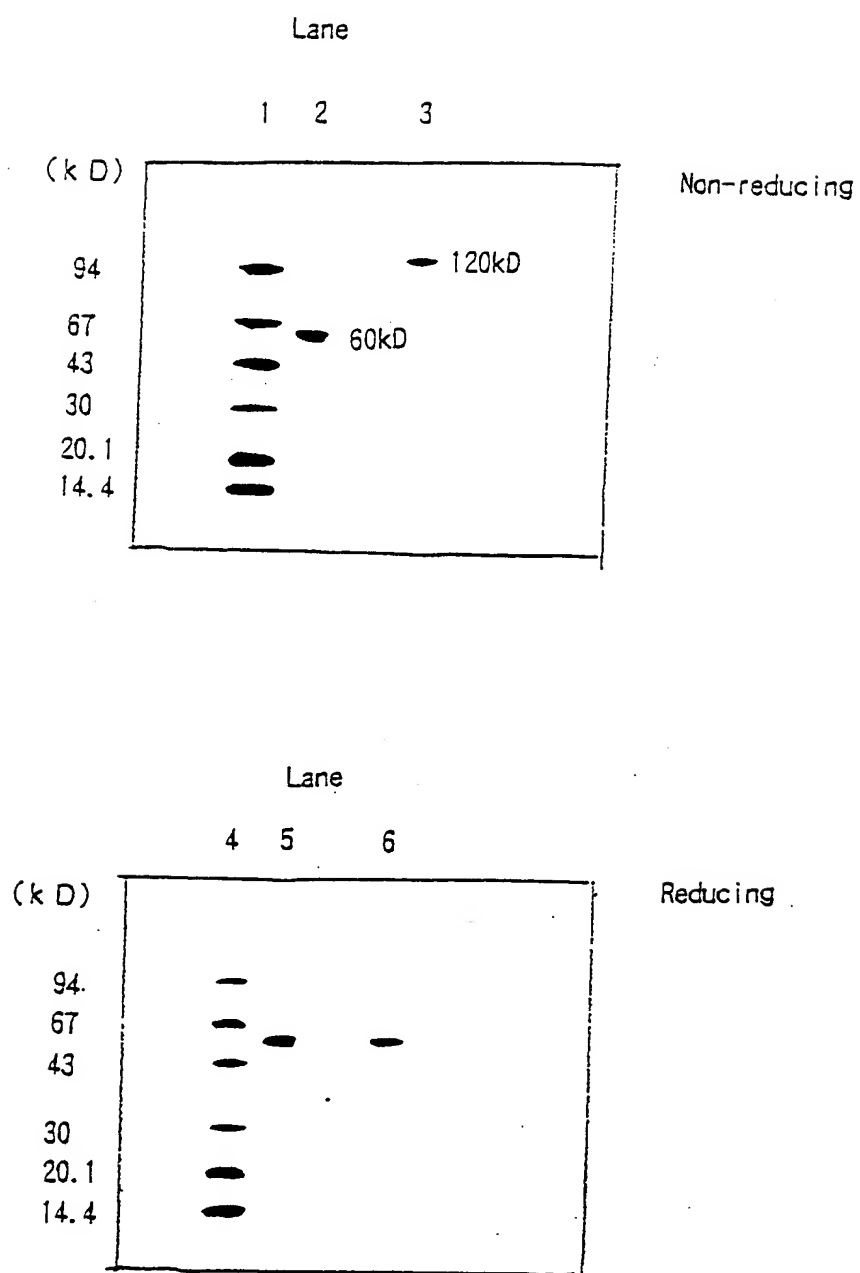 Lane
1 2 3
(kD)
Non-reducing
94
120kD
67
60kD
43
30
20.1
14.4
Lane
4 5 6
(kD)
Reducing
94
67
43
30
20.1
14.4